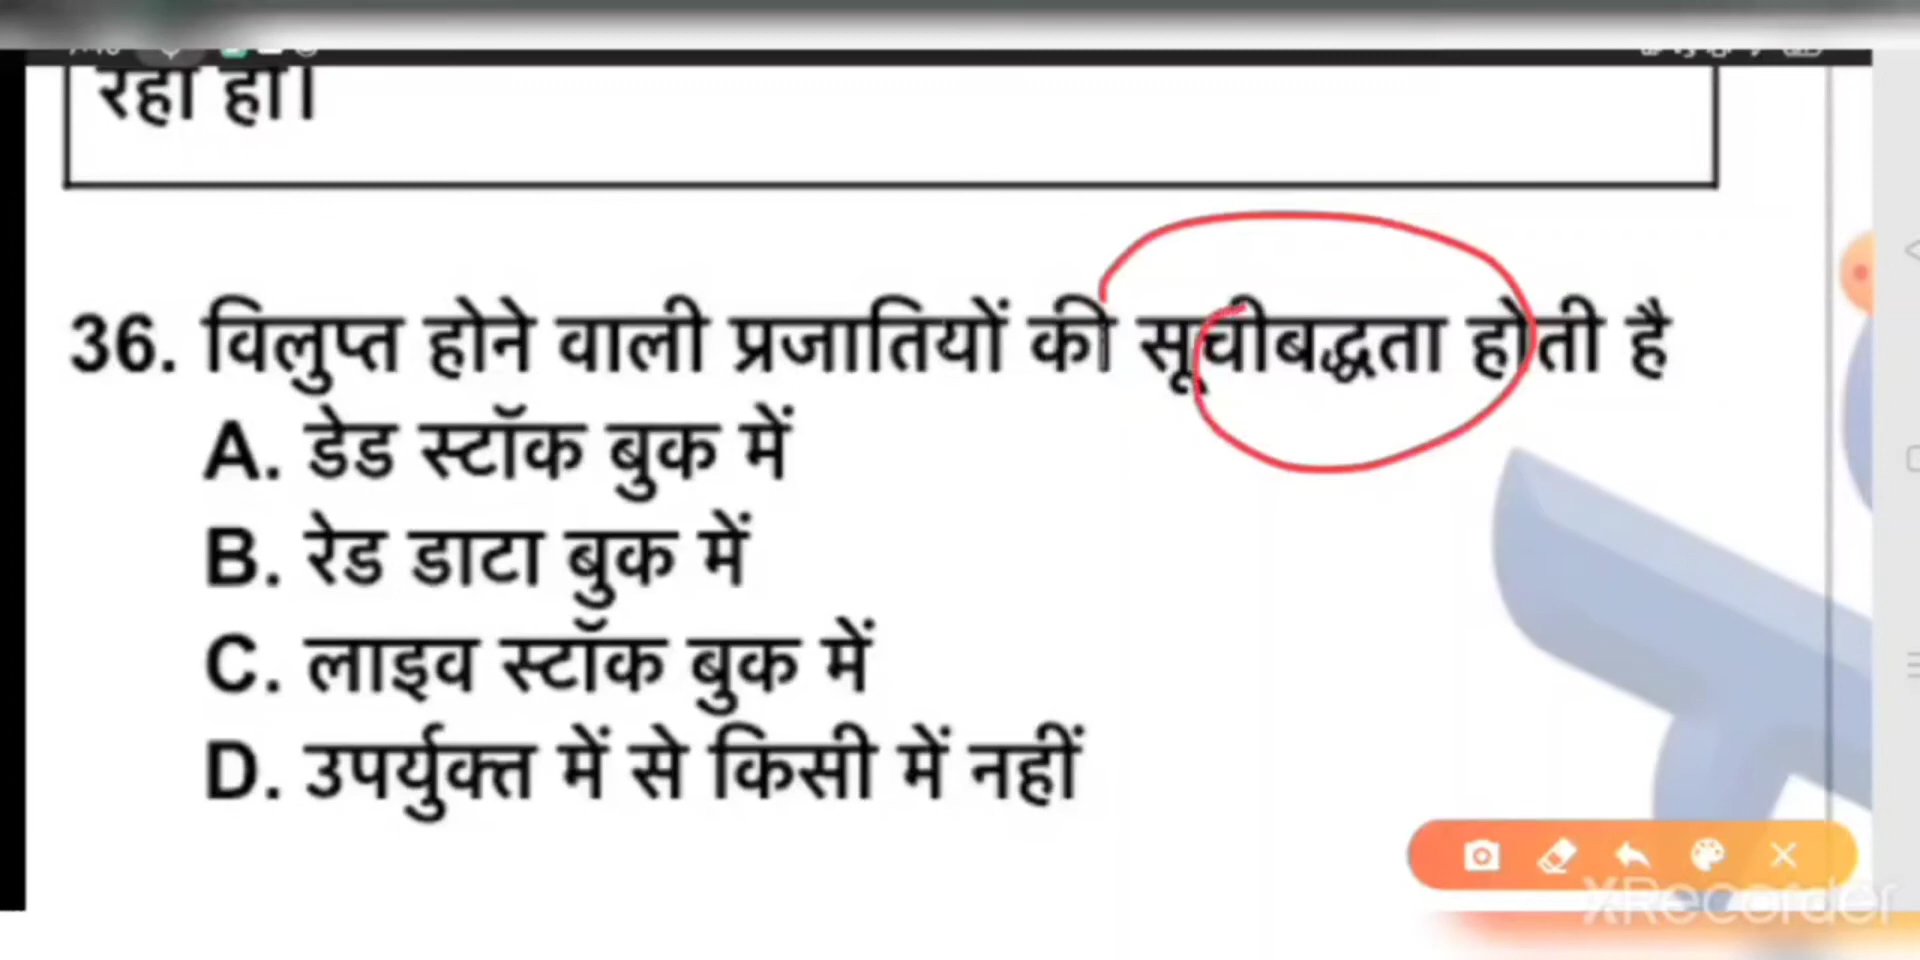 रहा हो।
36. विलुप्त होने वाली प्रजातियों की सूचीबद्धता होती है
A. डेड स्टॉक बुक में
B. रेड डाटा बुक में
C. लाइव स्टॉक बुक में
D. उपर्युक्त में से किसी में नहीं
XRecorder